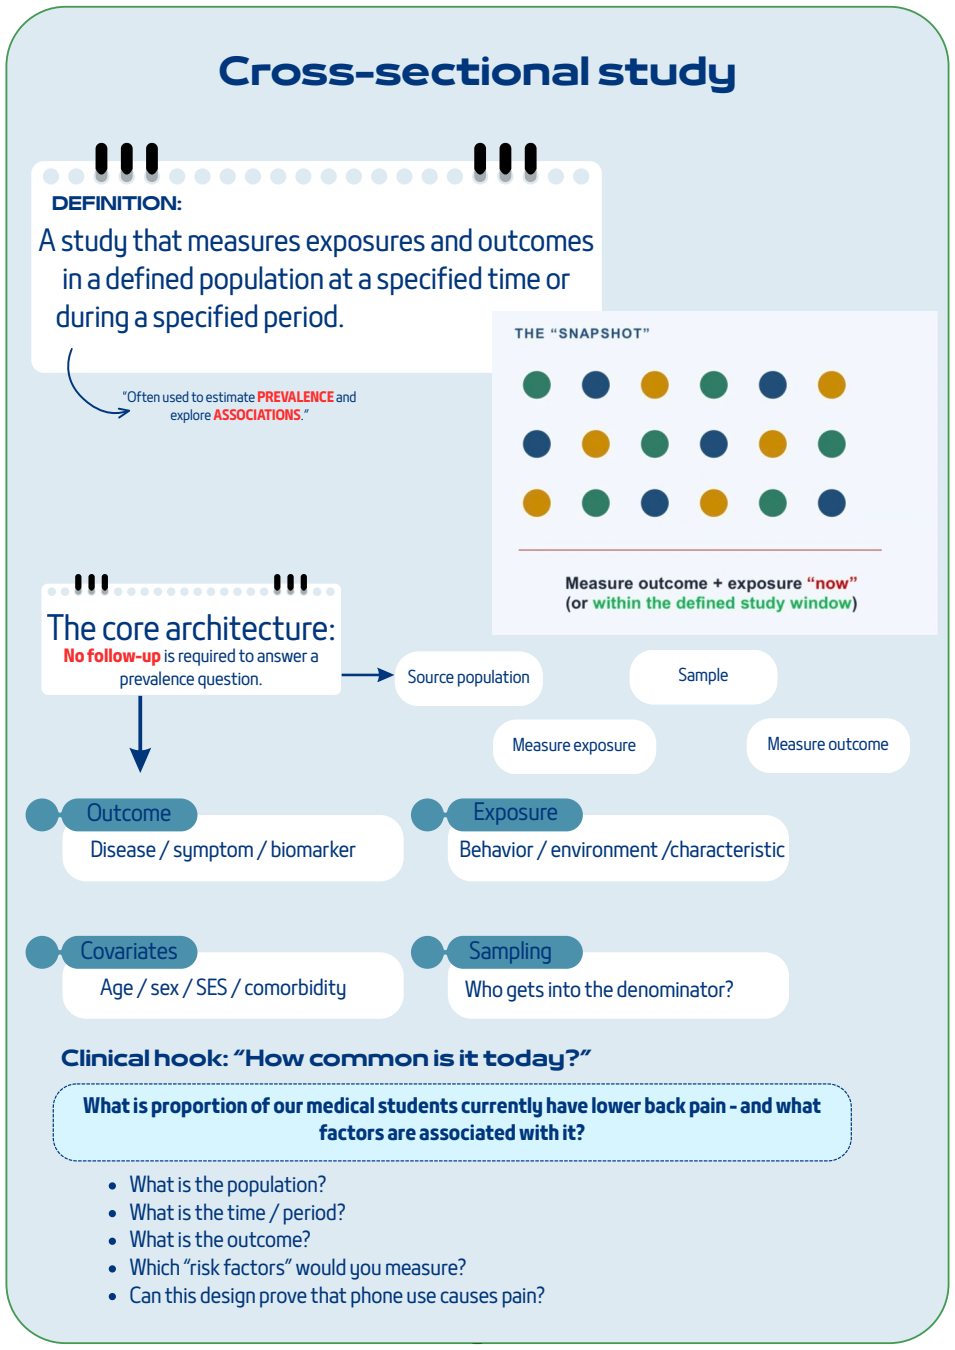 Cross-sectional study
DEFINITION:
A study that measures exposures and outcomes
in a defined population at a specified time or
during a specified period.
"Often used to estimate PREVALENCE and
explore ASSOCIATIONS."
THE “SNAPSHOT”
Measure outcome + exposure “now”
(or within the defined study window)
The core architecture:
No follow-up is required to answer a
prevalence question.
Source population
Sample
Measure exposure
Measure outcome
Outcome
Disease / symptom / biomarker
Exposure
Behavior / environment /characteristic
Covariates
Age / sex / SES / comorbidity
Sampling
Who gets into the denominator?
Clinical hook: “How common is it today?”
What is proportion of our medical students currently have lower back pain - and what
factors are associated with it?
• What is the population?
• What is the time / period?
• What is the outcome?
• Which “risk factors” would you measure?
• Can this design prove that phone use causes pain?